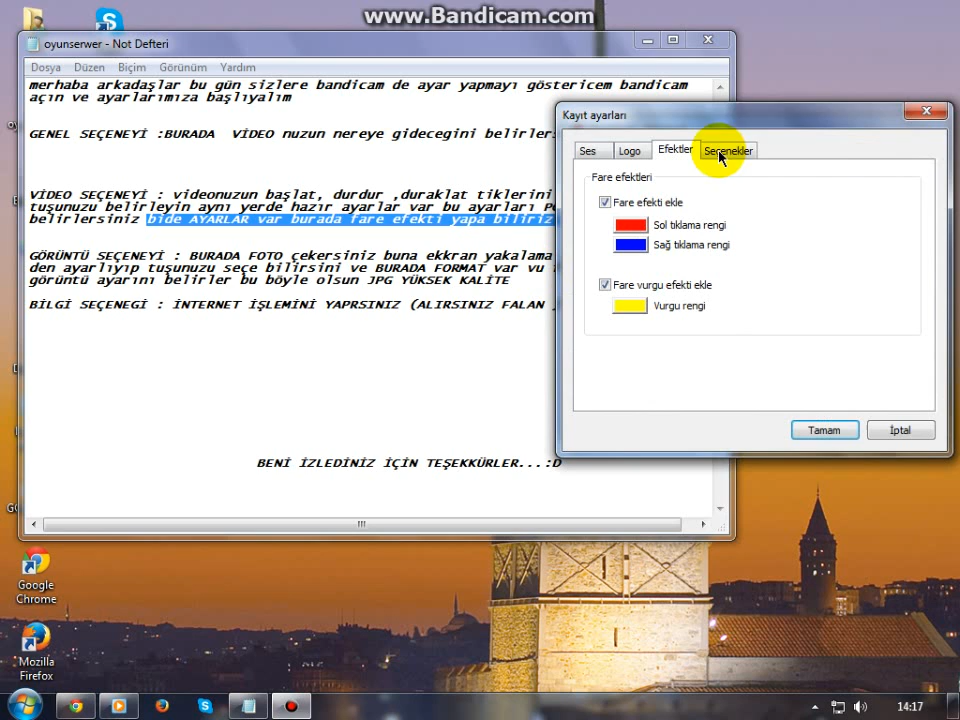 www.Bandicam.com
oyunserwer - Not Defteri
Dosya Düzen Biçim Görünüm Yardım
merhaba arkadaşlar bu gün sizlere bandicam de ayar yapmayı göstericem bandicam
açın ve ayarlarımıza başlıyalım
GENEL SEÇENEYİ :BURADA VİDEO nuzun nereye gidecegini belirlers
VİDEO SEÇENEYİ : videonuzun başlat, durdur ,duraklat tiklerini
tuşunuzu belirleyin aynı yerde hazır ayarlar var bu ayarları
belirlersiniz bide AYARLAR var burada fare efekti yapa biliriz
GÖRÜNTÜ SEÇENEYİ : BURADA FOTO çekersiniz buna ekkran yakalama
den ayarlıyıp tuşunuzu seçe bilirsini ve BURADA FORMAT var vu
görüntü ayarını belirler bu böyle olsun JPG YÜKSEK KALİTE
BİLGİ SEÇENEGİ : İNTERNET İŞLEMİNİ YAPRSINIZ (ALIRSINIZ FALAN
BENİ İZLEDİNİZ İÇİN TEŞEKKÜRLER...:D
Kayıt ayarları
Ses Logo Efektler Seçenekler
Fare efektleri
Fare efekti ekle
Sol tıklama rengi
Sağ tıklama rengi
Fare vurgu efekti ekle
Vurgu rengi
Tamam İptal
Google
Chrome
Mozilla
Firefox
14:17